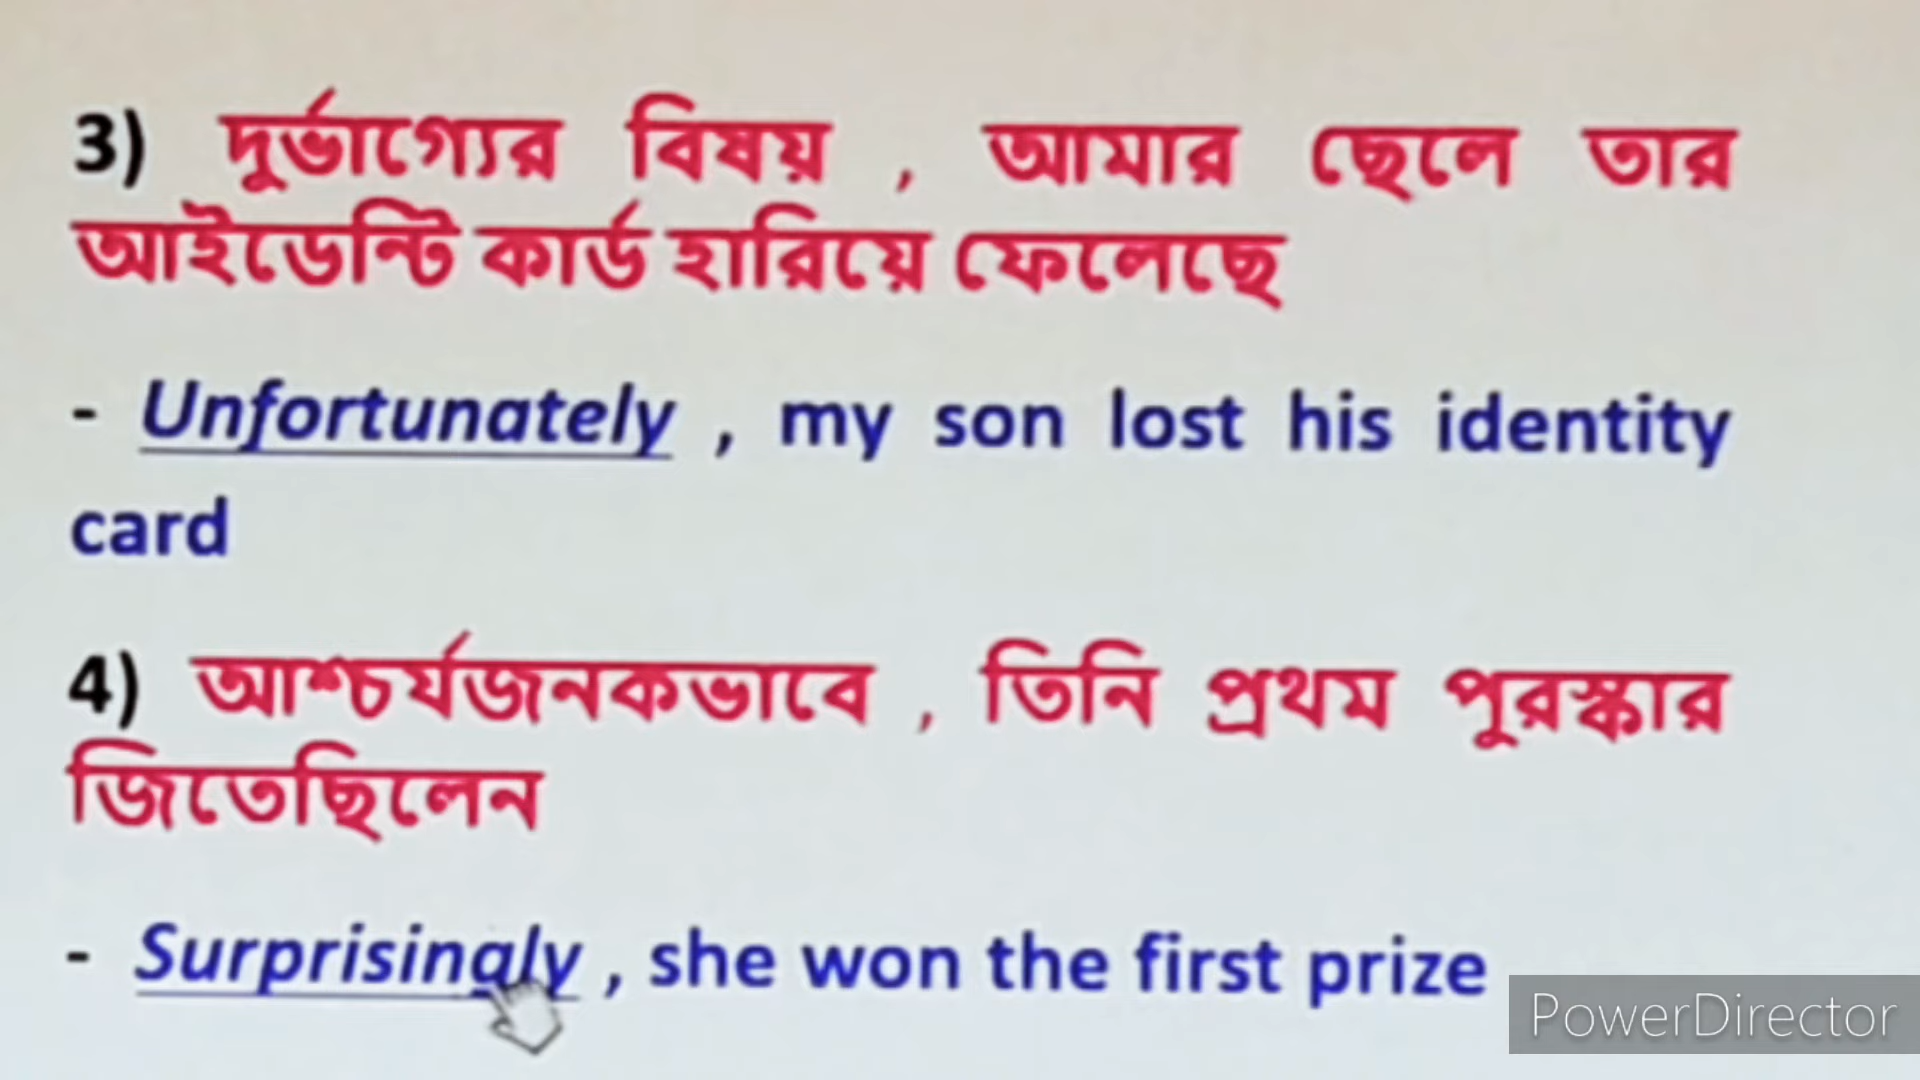 3) দুর্ভাগ্যের বিষয় , আমার ছেলে তার
আইডেন্টি কার্ড হারিয়ে ফেলেছে
- Unfortunately , my son lost his identity
card
4) আশ্চর্যজনকভাবে , তিনি প্রথম পুরস্কার
জিতেছিলেন
- Surprisingly , she won the first prize
PowerDirector